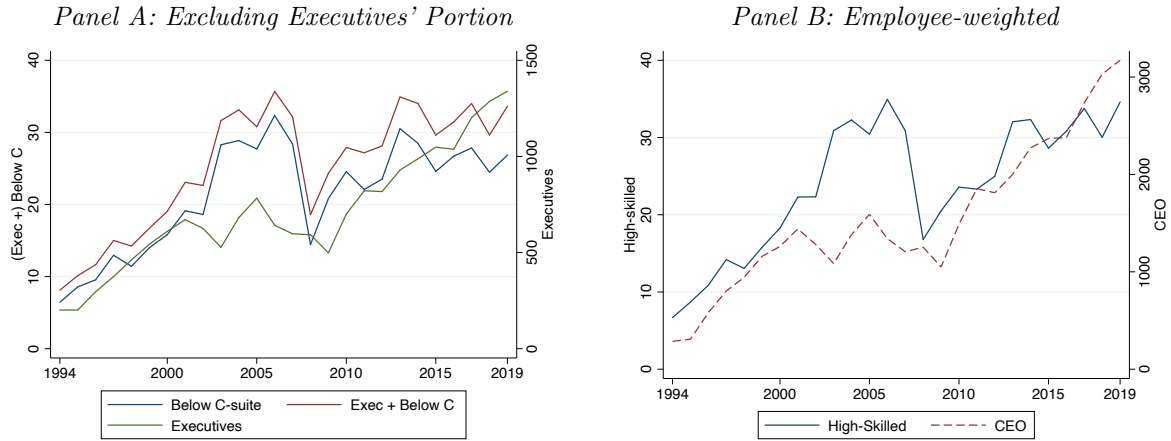 Panel A: Excluding Executives' Portion
(Exec +) Below C
0
10
20
30
40
Executives
0
500
1000
1500
1994
2000
2005
2010
2015
2019
Below C-suite
Exec + Below C
Executives
Panel B: Employee-weighted
High-skilled
0
10
20
30
40
CEO
0
1000
2000
3000
1994
2000
2005
2010
2015
2019
High-Skilled
CEO